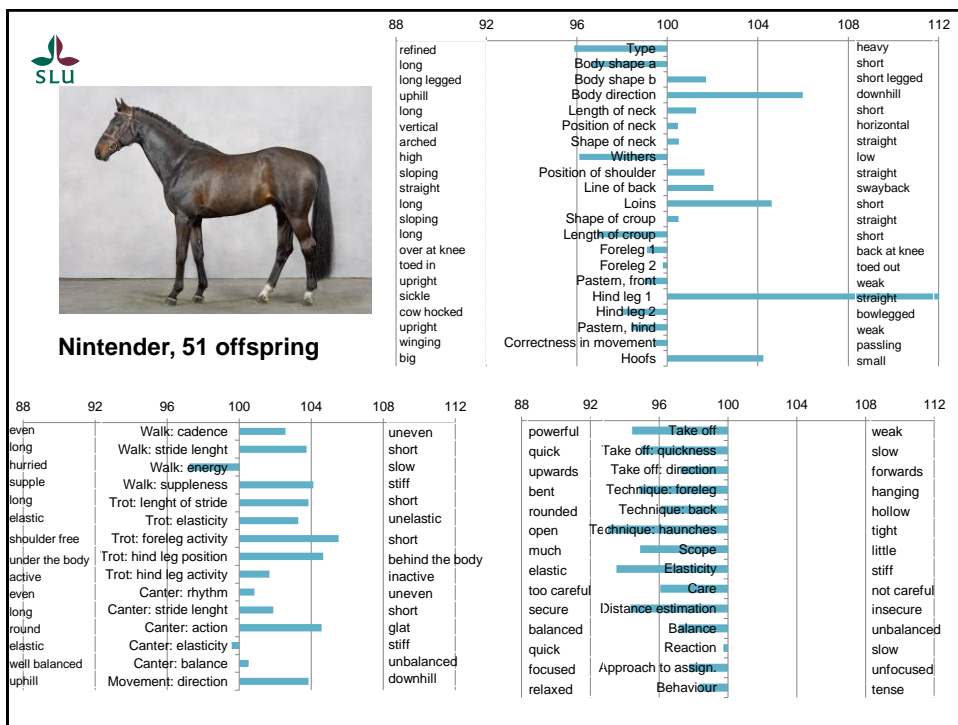 88 92 96 100 104 108 112
SLU
refined Type heavy
long Body shape a short
long legged Body shape b short legged
uphill Body direction downhill
long Length of neck short
vertical Position of neck horizontal
arched Shape of neck straight
high Withers low
sloping Position of shoulder straight
straight Line of back swayback
long Loins short
sloping Shape of croup straight
long Length of croup short
over at knee Foreleg 1 back at knee
toed in Foreleg 2 toed out
upright Pastern, front weak
sickle Hind leg 1 straight
cow hocked Hind leg 2 bowlegged
upright Pastern, hind weak
winging Correctness in movement passling
big Hoofs small
Nintender, 51 offspring
88 92 96 100 104 108 112
even Walk: cadence uneven
long Walk: stride lenght short
hurried Walk: energy slow
supple Walk: suppleness stiff
long Trot: lenght of stride short
elastic Trot: elasticity unelastic
shoulder free Trot: foreleg activity short
under the body Trot: hind leg position behind the body
active Trot: hind leg activity inactive
even Canter: rhythm uneven
long Canter: stride lenght short
round Canter: action glat
elastic Canter: elasticity stiff
well balanced Canter: balance unbalanced
uphill Movement: direction downhill
88 92 96 100 104 108 112
powerful Take off weak
quick Take off: quickness slow
upwards Take off: direction forwards
bent Technique: foreleg hanging
rounded Technique: back hollow
open Technique: haunches tight
much Scope little
elastic Elasticity stiff
too careful Care not careful
secure Distance estimation insecure
balanced Balance unbalanced
quick Reaction slow
focused Approach to assign. unfocused
relaxed Behaviour tense